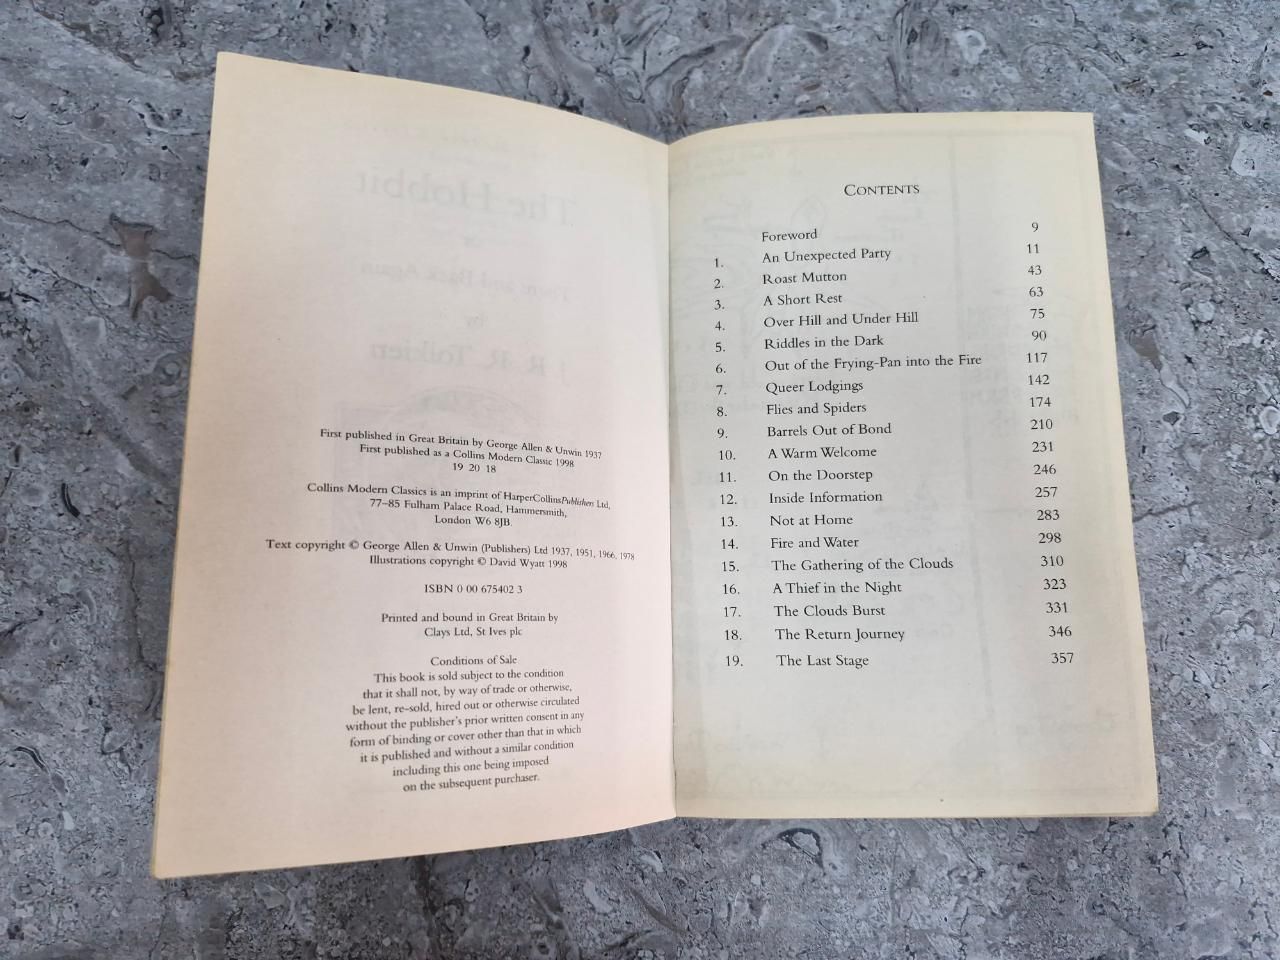 First published in Great Britain by George Allen & Unwin 1937
First published as a Collins Modern Classic 1998
19 20 18
Collins Modern Classics is an imprint of HarperCollinsPublishers Ltd,
77–85 Fulham Palace Road, Hammersmith,
London W6 8JB
Text copyright © George Allen & Unwin (Publishers) Ltd 1937, 1951, 1966, 1978
Illustrations copyright © David Wyatt 1998
ISBN 0 00 675402 3
Printed and bound in Great Britain by
Clays Ltd, St Ives plc
Conditions of Sale
This book is sold subject to the condition
that it shall not, by way of trade or otherwise,
be lent, re-sold, hired out or otherwise circulated
without the publisher's prior written consent in any
form of binding or cover other than that in which
it is published and without a similar condition
including this one being imposed
on the subsequent purchaser.
CONTENTS
Foreword 9
1. An Unexpected Party 11
2. Roast Mutton 43
3. A Short Rest 63
4. Over Hill and Under Hill 75
5. Riddles in the Dark 90
6. Out of the Frying-Pan into the Fire 117
7. Queer Lodgings 142
8. Flies and Spiders 174
9. Barrels Out of Bond 210
10. A Warm Welcome 231
11. On the Doorstep 246
12. Inside Information 257
13. Not at Home 283
14. Fire and Water 298
15. The Gathering of the Clouds 310
16. A Thief in the Night 323
17. The Clouds Burst 331
18. The Return Journey 346
19. The Last Stage 357